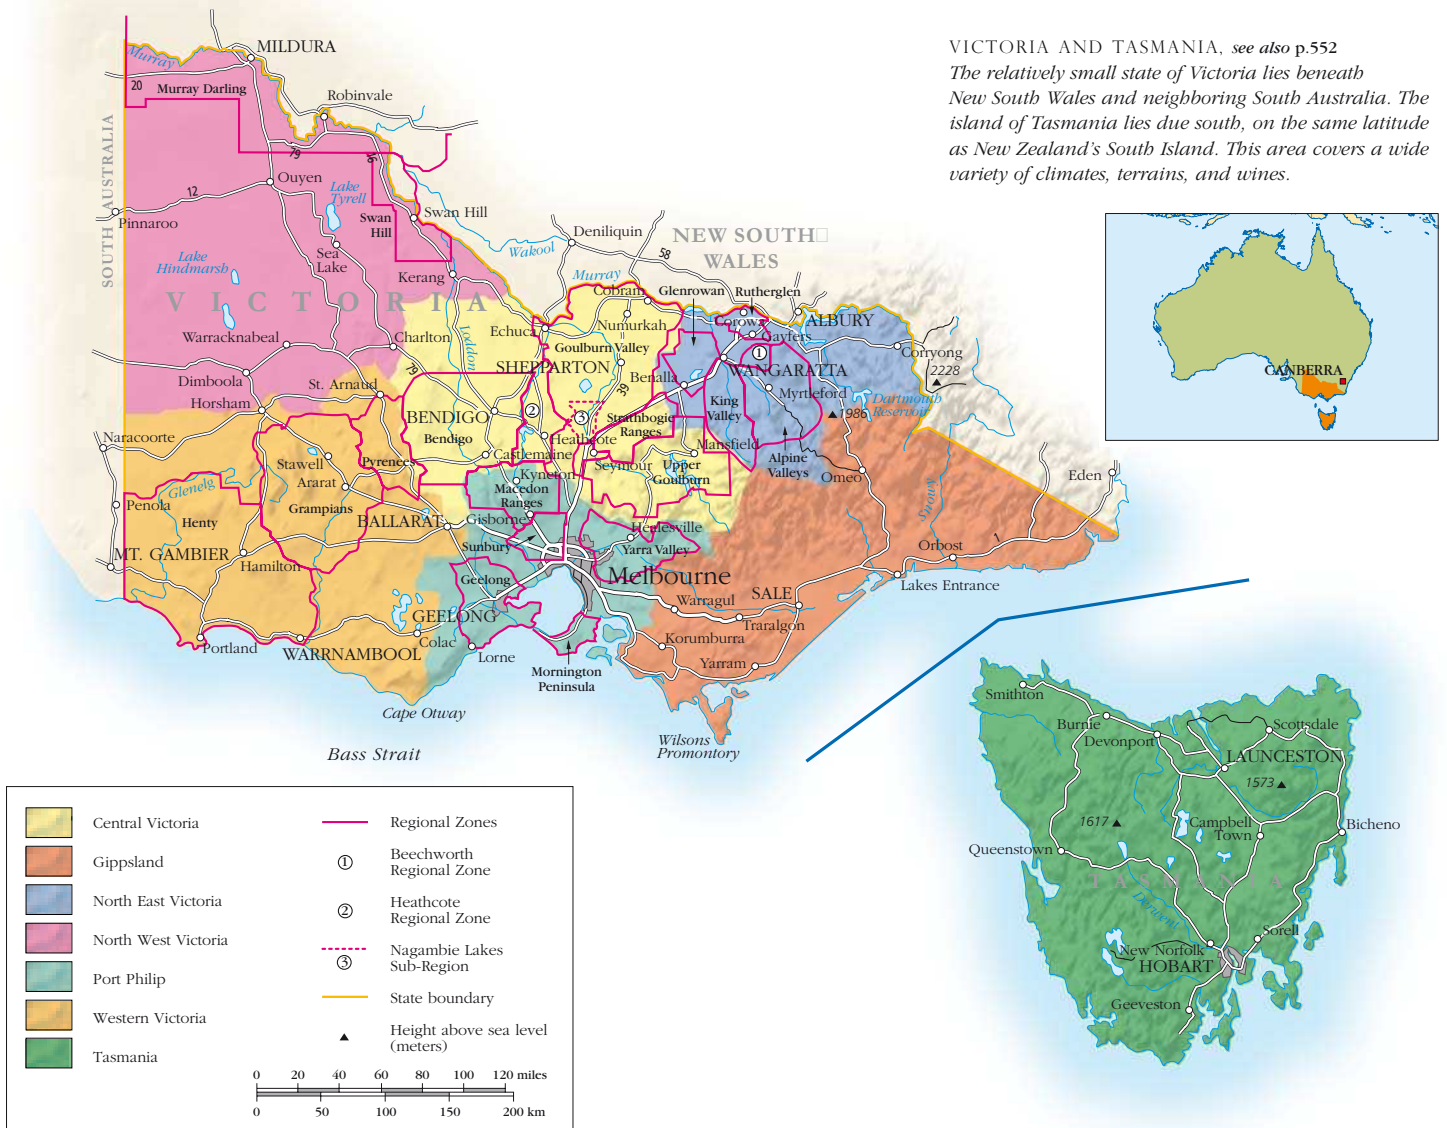 VICTORIA AND TASMANIA, see also p.552
The relatively small state of Victoria lies beneath
New South Wales and neighboring South Australia. The
island of Tasmania lies due south, on the same latitude
as New Zealand's South Island. This area covers a wide
variety of climates, terrains, and wines.
CANBERRA
MILDURA
Murray
20
Murray Darling
Robinvale
SOUTH AUSTRALIA
79
16
Ouyen
12
Lake
Tyrell
Pinnaroo
Swan
Hill
Swan Hill
Deniliquin
NEW SOUTH
WALES
Wakool
58
Sea
Lake
Lake
Hindmarsh
Kerang
Murray
Cobram
Glenrowan
Rutherglen
VICTORIA
Echuca
Numurkah
Corowa
ALBURY
Gayfers
Loddon
Warracknabeal
Charlton
Goulburn Valley
1
Corryong
2228
SHEPPARTON
WANGARATTA
79
39
Benalla
Dimboola
St. Arnaud
Myrtleford
Dartmouth
Reservoir
Horsham
King
Valley
1986
BENDIGO
2
3
Strathbogie
Ranges
Bendigo
Heathcote
Mansfield
Naracoorte
Castlemaine
Stawell
Pyrenees
Seymour
Upper
Goulburn
Alpine
Valleys
Omeo
Eden
Ararat
Kyneton
Macedon
Ranges
Glenelg
Penola
Henty
Grampians
BALLARAT
Gisborne
Healesville
Snowy
Sunbury
Yarra Valley
Orbost
1
MT. GAMBIER
Hamilton
Geelong
Melbourne
Lakes Entrance
SALE
Warragul
GEELONG
Traralgon
Colac
Korumburra
Portland
WARRNAMBOOL
Lorne
Yarram
Mornington
Peninsula
Cape Otway
Wilsons
Promontory
Bass Strait
Smithton
Burnie
Devonport
Scottsdale
LAUNCESTON
1573
1617
Campbell
Town
Bicheno
Queenstown
TASMANIA
Derwent
Sorell
New Norfolk
HOBART
Geeveston
Central Victoria
Gippsland
North East Victoria
North West Victoria
Port Philip
Western Victoria
Tasmania
Regional Zones
1
Beechworth
Regional Zone
2
Heathcote
Regional Zone
3
Nagambie Lakes
Sub-Region
State boundary
Height above sea level
(meters)
0 20 40 60 80 100 120 miles
0 50 100 150 200 km